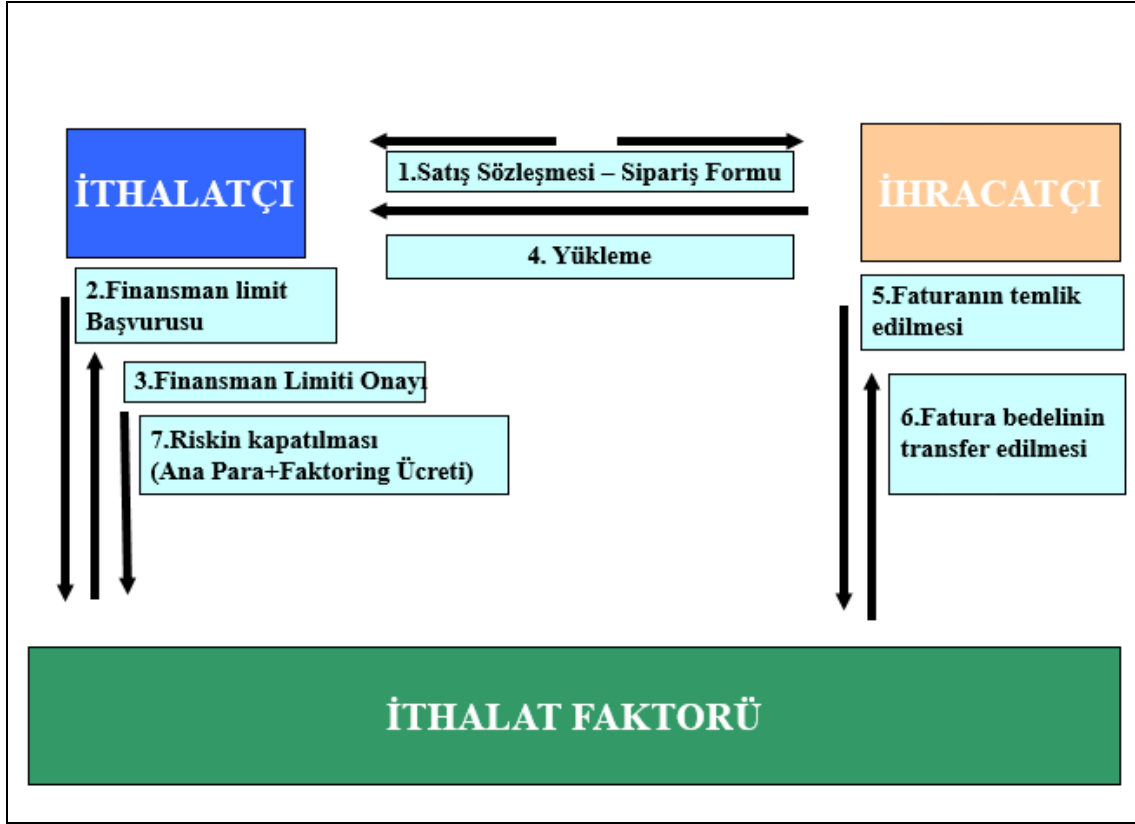 İTHALATÇI
1.Satış Sözleşmesi – Sipariş Formu
İHRACATÇI
4. Yükleme
2.Finansman limit
Başvurusu
5.Faturanın temlik
edilmesi
3.Finansman Limiti Onayı
7.Riskin kapatılması
(Ana Para+Faktoring Ücreti)
6.Fatura bedelinin
transfer edilmesi
İTHALAT FAKTORÜ